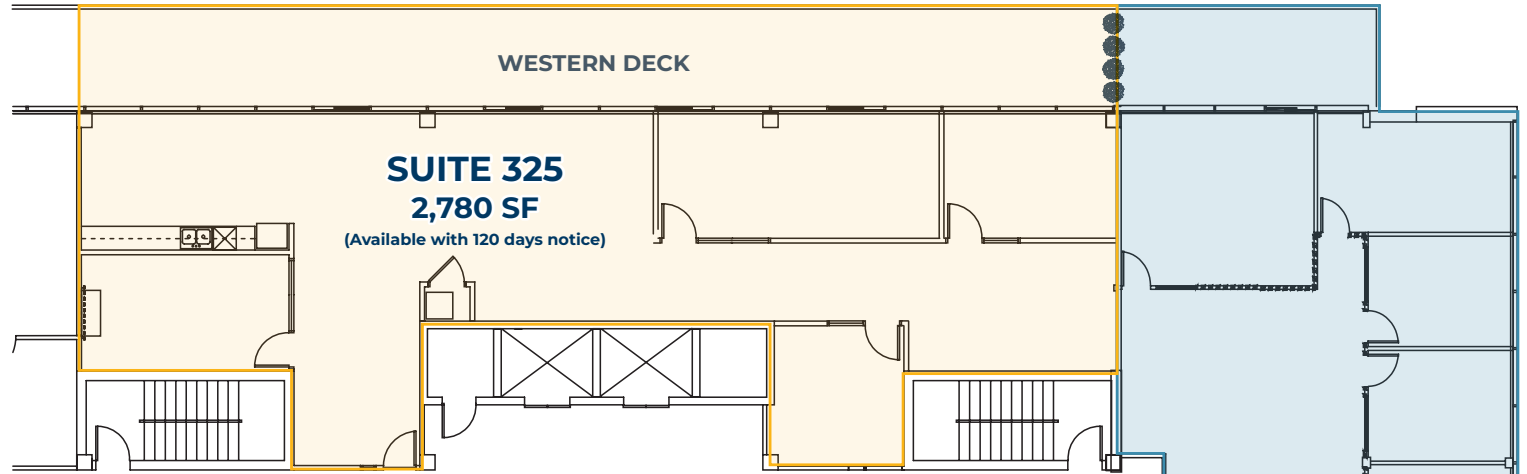 WESTERN DECK
SUITE 325
2,780 SF
(Available with 120 days notice)